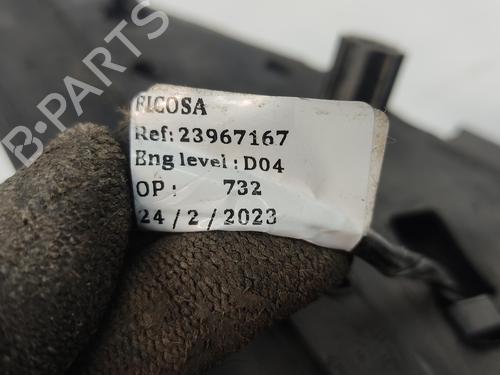 FICOSA
Ref: 23967167
Eng level : D04
OP : 732
24 / 2 / 2023
B-PARTS